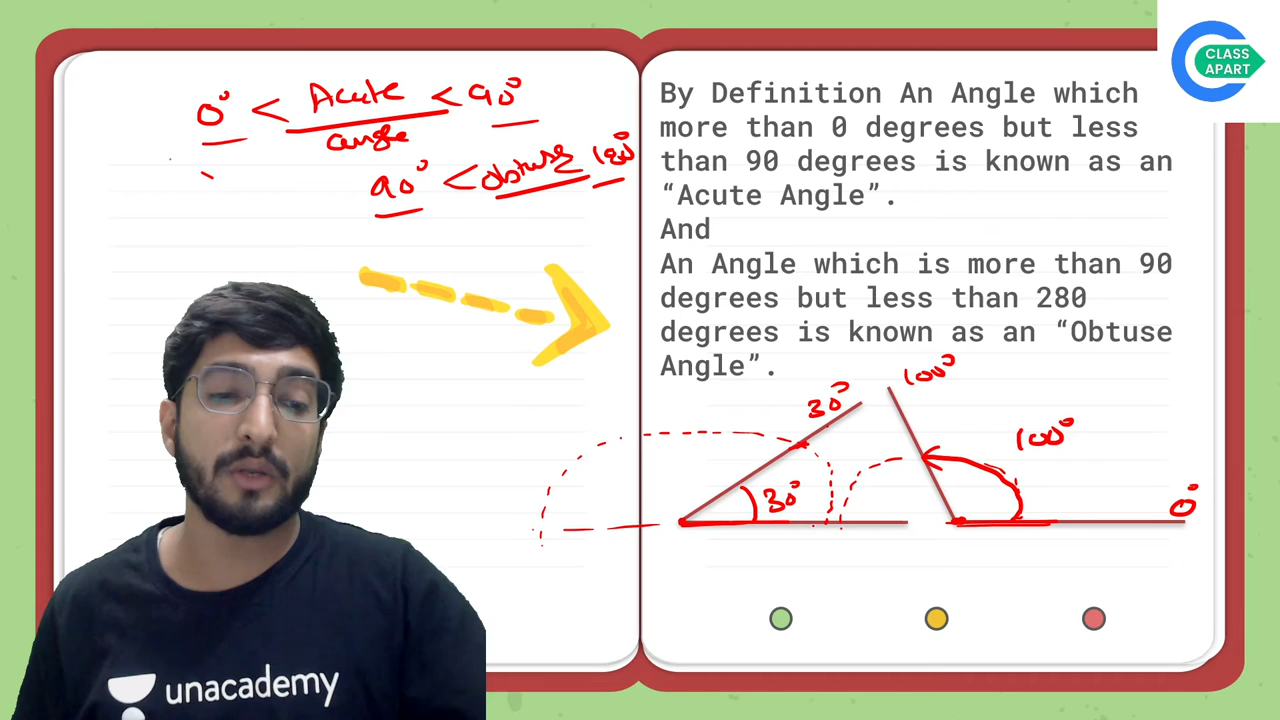 0° < Acute < 90°
angle
90° < obtuse 180°
CLASS
APART
By Definition An Angle which
more than 0 degrees but less
than 90 degrees is known as an
“Acute Angle”.
And
An Angle which is more than 90
degrees but less than 280
degrees is known as an “Obtuse
Angle”.
30°
100°
30°
100°
0°
unacademy